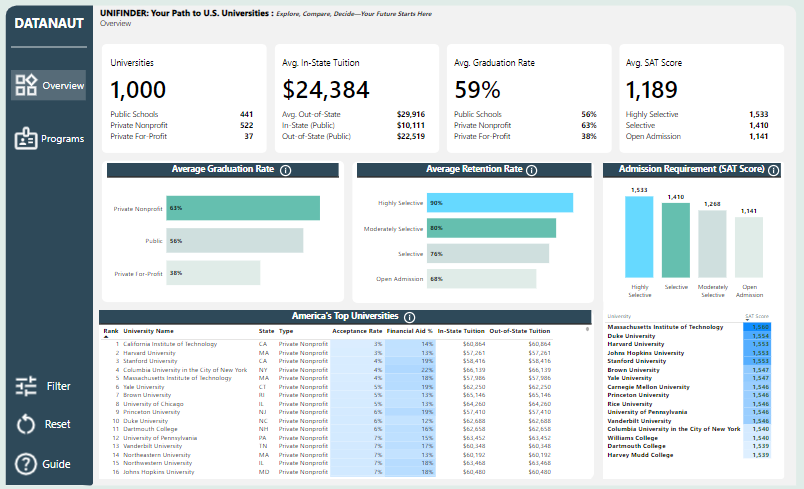 DATANAUT
Overview
Programs
Filter
Reset
Guide
UNIFINDER: Your Path to U.S. Universities : Explore, Compare, Decide—Your Future Starts Here
Overview
Universities
1,000
Public Schools 441
Private Nonprofit 522
Private For-Profit 37
Avg. In-State Tuition
$24,384
Avg. Out-of-State $29,916
In-State (Public) $10,111
Out-of-State (Public) $22,519
Avg. Graduation Rate
59%
Public Schools 56%
Private Nonprofit 63%
Private For-Profit 38%
Avg. SAT Score
1,189
Highly Selective 1,533
Selective 1,410
Open Admission 1,141
Average Graduation Rate
Private Nonprofit 63%
Public 56%
Private For-Profit 38%
Average Retention Rate
Highly Selective 90%
Moderately Selective 80%
Selective 76%
Open Admission 68%
Admission Requirement (SAT Score)
1,533 1,410 1,268 1,141
Highly Selective Moderately Open
Selective Selective Admission
America's Top Universities
Rank University Name State Type Acceptance Rate Financial Aid % In-State Tuition Out-of-State Tuition
1 California Institute of Technology CA Private Nonprofit 3% 14% $60,864 $60,864
2 Harvard University MA Private Nonprofit 3% 13% $57,261 $57,261
3 Stanford University CA Private Nonprofit 4% 19% $58,416 $58,416
4 Columbia University in the City of New York NY Private Nonprofit 4% 22% $66,139 $66,139
5 Massachusetts Institute of Technology MA Private Nonprofit 4% 18% $57,986 $57,986
6 Yale University CT Private Nonprofit 5% 19% $62,250 $62,250
7 Brown University RI Private Nonprofit 5% 13% $65,146 $65,146
8 University of Chicago IL Private Nonprofit 5% 13% $64,260 $64,260
9 Princeton University NJ Private Nonprofit 6% 19% $57,410 $57,410
10 Duke University NC Private Nonprofit 6% 12% $62,688 $62,688
11 Dartmouth College NH Private Nonprofit 6% 16% $62,658 $62,658
12 University of Pennsylvania PA Private Nonprofit 7% 15% $63,452 $63,452
13 Vanderbilt University TN Private Nonprofit 7% 17% $60,348 $60,348
14 Northeastern University MA Private Nonprofit 7% 13% $60,192 $60,192
15 Northwestern University IL Private Nonprofit 7% 18% $63,468 $63,468
16 Johns Hopkins University MO Private Nonprofit 7% 18% $60,480 $60,480
University SAT Score
Massachusetts Institute of Technology 1,560
Duke University 1,554
Harvard University 1,553
Johns Hopkins University 1,553
Stanford University 1,553
Brown University 1,547
Yale University 1,547
Carnegie Mellon University 1,546
Princeton University 1,546
Rice University 1,546
University of Pennsylvania 1,546
Vanderbilt University 1,546
Columbia University in the City of New York 1,540
Williams College 1,540
Dartmouth College 1,539
Harvey Mudd College 1,539